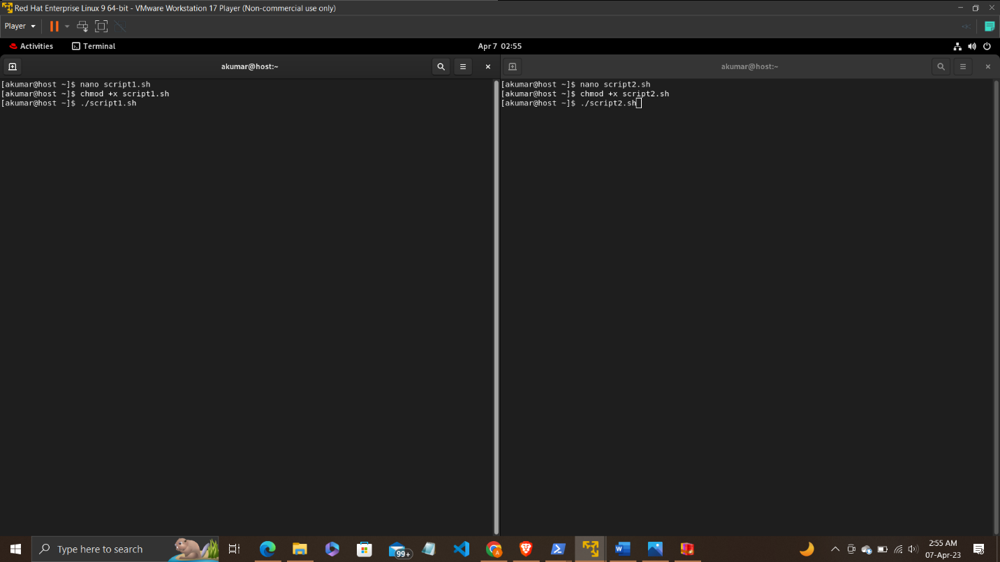 Red Hat Enterprise Linux 9 64-bit - VMware Workstation 17 Player (Non-commercial use only)
Player
Activities
Terminal
Apr 7 02:55
akumar@host:~
[akumar@host ~]$ nano script1.sh
[akumar@host ~]$ chmod +x script1.sh
[akumar@host ~]$ ./script1.sh
akumar@host:~
[akumar@host ~]$ nano script2.sh
[akumar@host ~]$ chmod +x script2.sh
[akumar@host ~]$ ./script2.sh
Type here to search
99+
2:55 AM
07-Apr-23